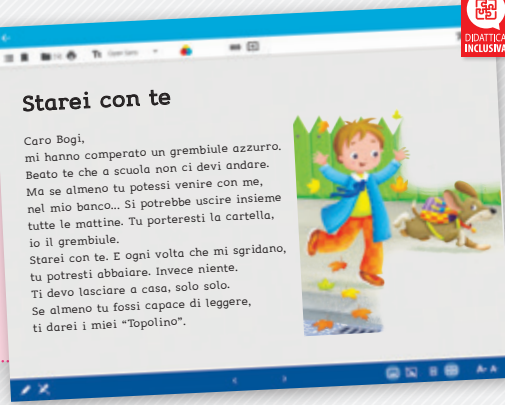 DIDATTICA
INCLUSIVA
Starei con te
Caro Bogi,
mi hanno comperato un grembiule azzurro.
Beato te che a scuola non ci devi andare.
Ma se almeno tu potessi venire con me,
nel mio banco... Si potrebbe uscire insieme
tutte le mattine. Tu porteresti la cartella,
io il grembiule.
Starei con te. E ogni volta che mi sgridano,
tu potresti abbaiare. Invece niente.
Ti devo lasciare a casa, solo solo.
Se almeno tu fossi capace di leggere,
ti darei i miei “Topolino”.
A+ A